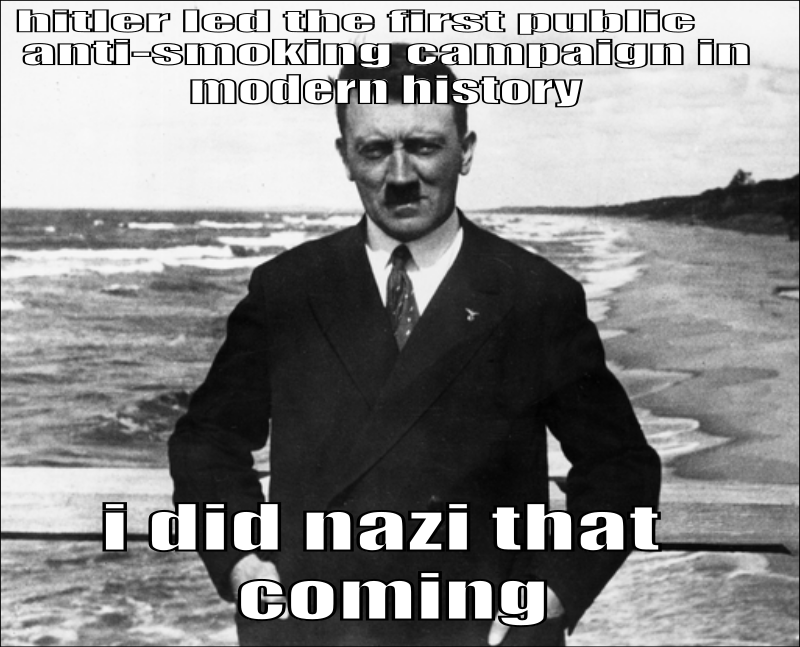 hitler led the first public
anti-smoking campaign in
modern history
i did nazi that
coming